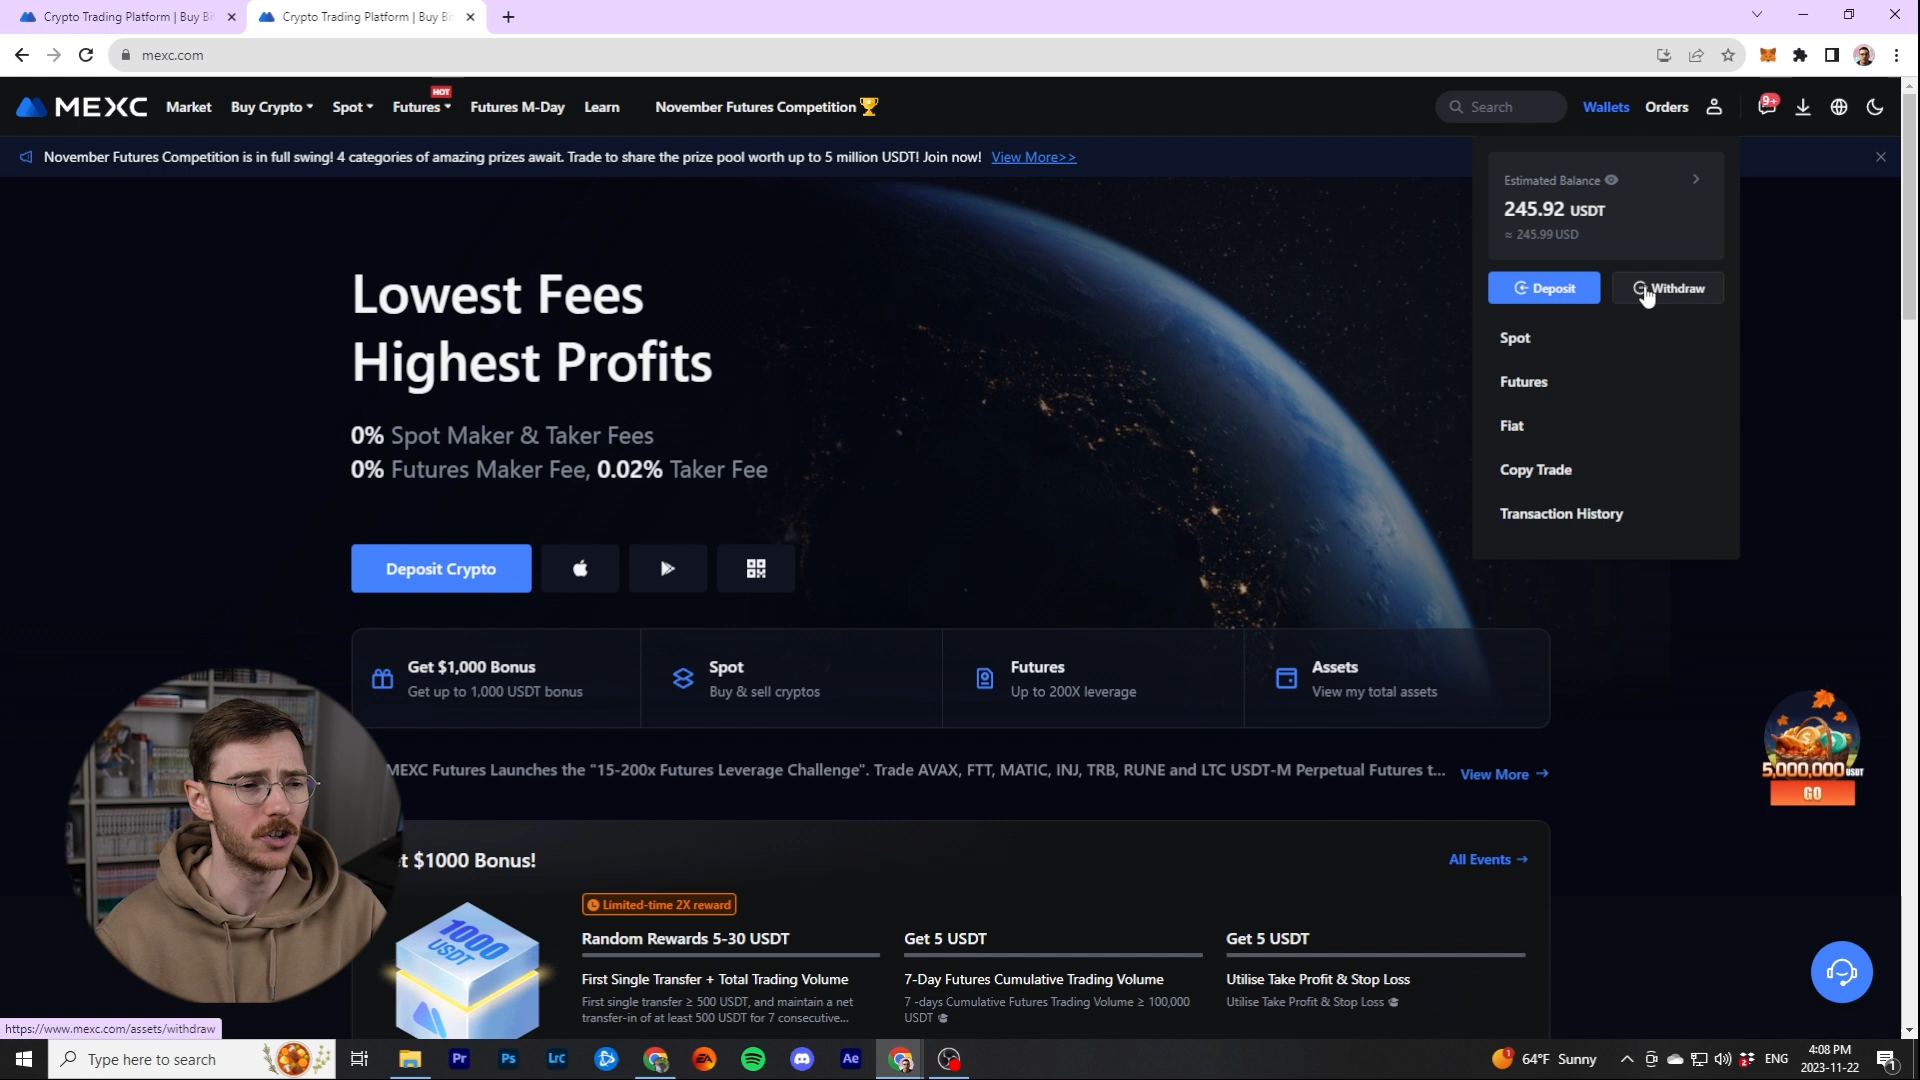 Crypto Trading Platform | Buy Bi
Crypto Trading Platform | Buy Bi
mexc.com
MEXC
Market
Buy Crypto
Spot
Futures
HOT
Futures M-Day
Learn
November Futures Competition
Search
Wallets
Orders
9+
November Futures Competition is in full swing! 4 categories of amazing prizes await. Trade to share the prize pool worth up to 5 million USDT! Join now! View More>>
Estimated Balance
245.92 USDT
≈ 245.99 USD
Deposit
Withdraw
Spot
Futures
Fiat
Copy Trade
Transaction History
Lowest Fees
Highest Profits
0% Spot Maker & Taker Fees
0% Futures Maker Fee, 0.02% Taker Fee
Deposit Crypto
Get $1,000 Bonus
Get up to 1,000 USDT bonus
Spot
Buy & sell cryptos
Futures
Up to 200X leverage
Assets
View my total assets
MEXC Futures Launches the "15-200x Futures Leverage Challenge". Trade AVAX, FTT, MATIC, INJ, TRB, RUNE and LTC USDT-M Perpetual Futures t...
View More →
5,000,000 USDT
GO
t $1000 Bonus!
All Events →
1000
USDT
Limited-time 2X reward
Random Rewards 5-30 USDT
First Single Transfer + Total Trading Volume
First single transfer ≥ 500 USDT, and maintain a net
transfer-in of at least 500 USDT for 7 consecutive...
Get 5 USDT
7-Day Futures Cumulative Trading Volume
7 -days Cumulative Futures Trading Volume ≥ 100,000
USDT
Get 5 USDT
Utilise Take Profit & Stop Loss
Utilise Take Profit & Stop Loss
https://www.mexc.com/assets/withdraw
Type here to search
Pr
Ps
Lrc
EA
Ae
1
64°F Sunny
ENG
4:08 PM
2023-11-22
1